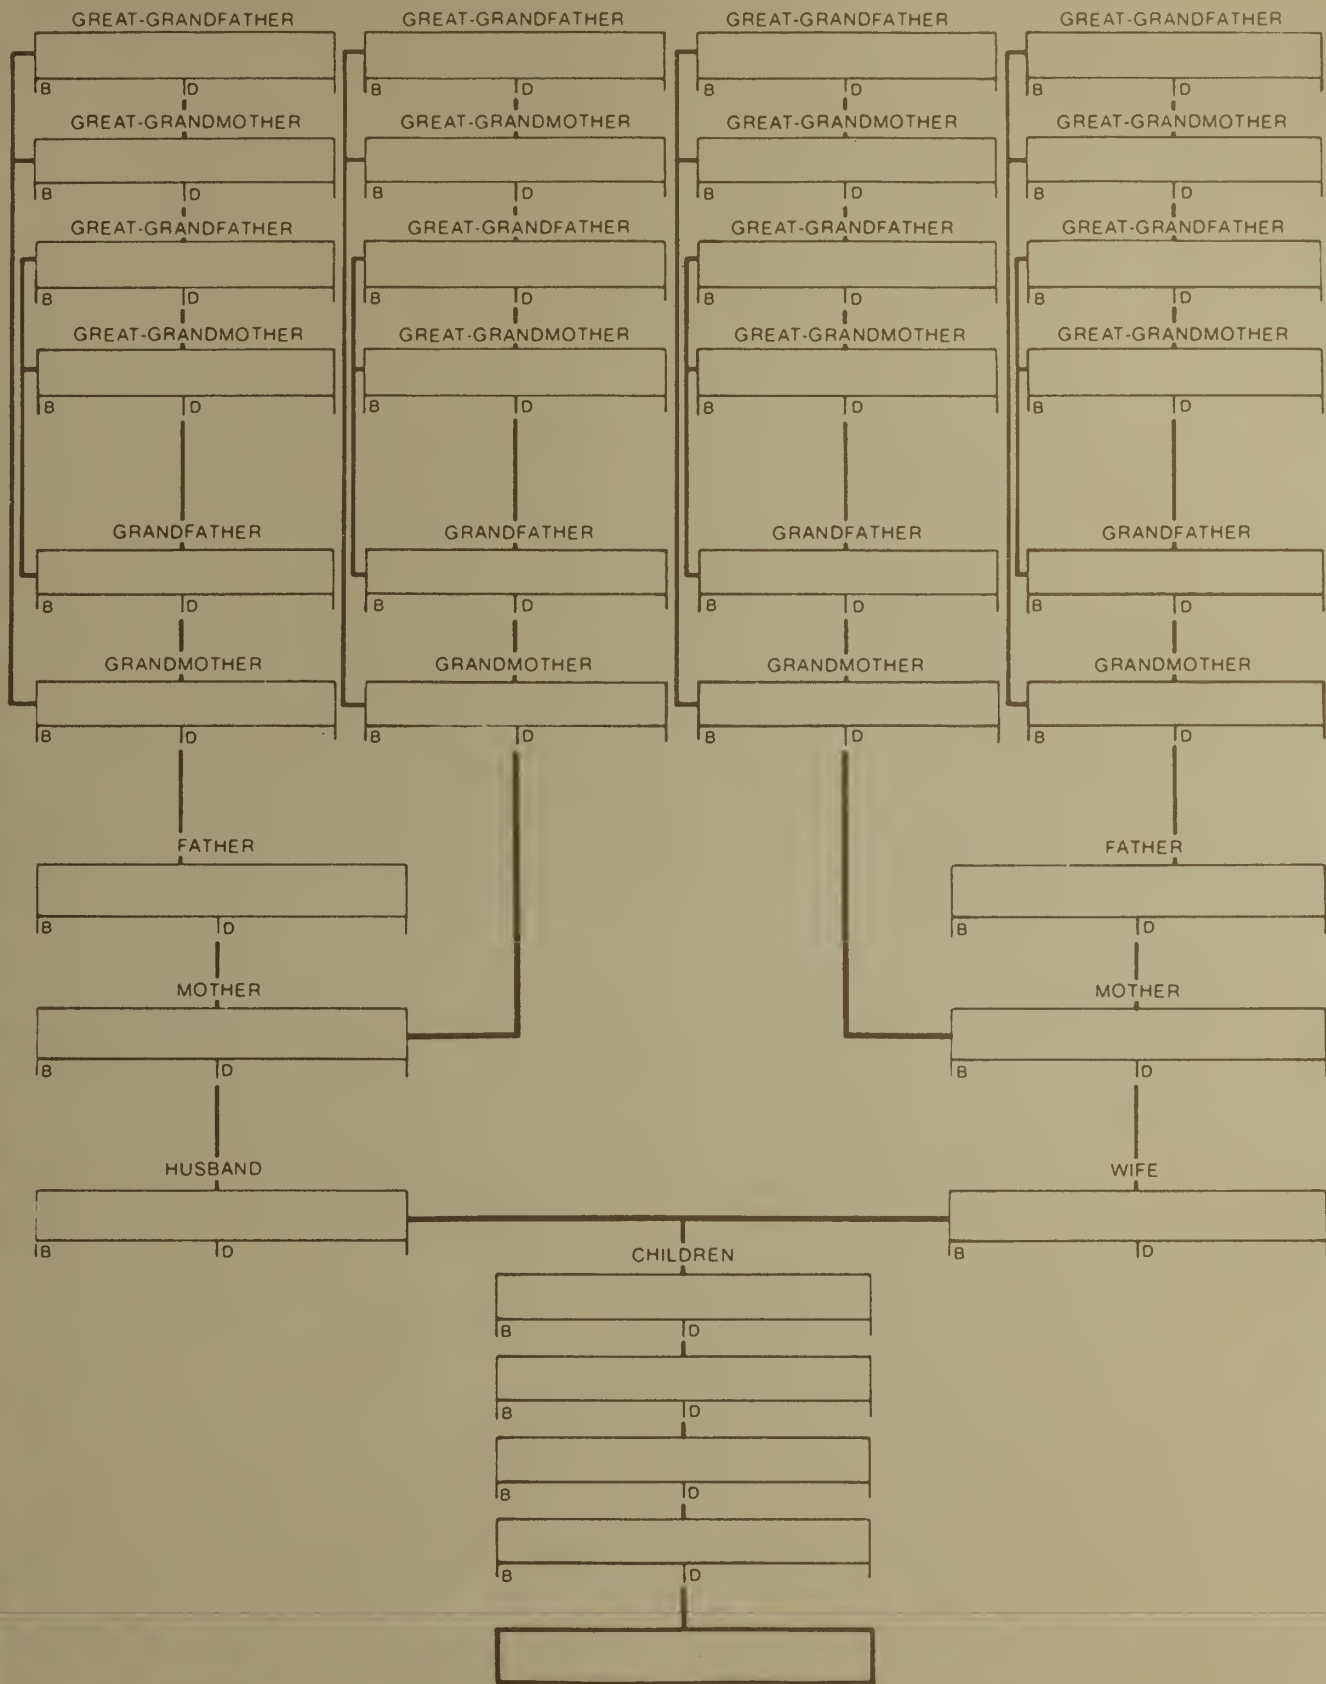 GREAT-GRANDFATHER GREAT-GRANDFATHER GREAT-GRANDFATHER GREAT-GRANDFATHER
B D B D B D B D
GREAT-GRANDMOTHER GREAT-GRANDMOTHER GREAT-GRANDMOTHER GREAT-GRANDMOTHER
B D B D B D B D
GREAT-GRANDFATHER GREAT-GRANDFATHER GREAT-GRANDFATHER GREAT-GRANDFATHER
B D B D B D B D
GREAT-GRANDMOTHER GREAT-GRANDMOTHER GREAT-GRANDMOTHER GREAT-GRANDMOTHER
B D B D B D B D
GRANDFATHER GRANDFATHER GRANDFATHER GRANDFATHER
B D B D B D B D
GRANDMOTHER GRANDMOTHER GRANDMOTHER GRANDMOTHER
B D B D B D B D
FATHER FATHER
B D B D
MOTHER MOTHER
B D B D
HUSBAND WIFE
B D B D
CHILDREN
B D
B D
B D
B D